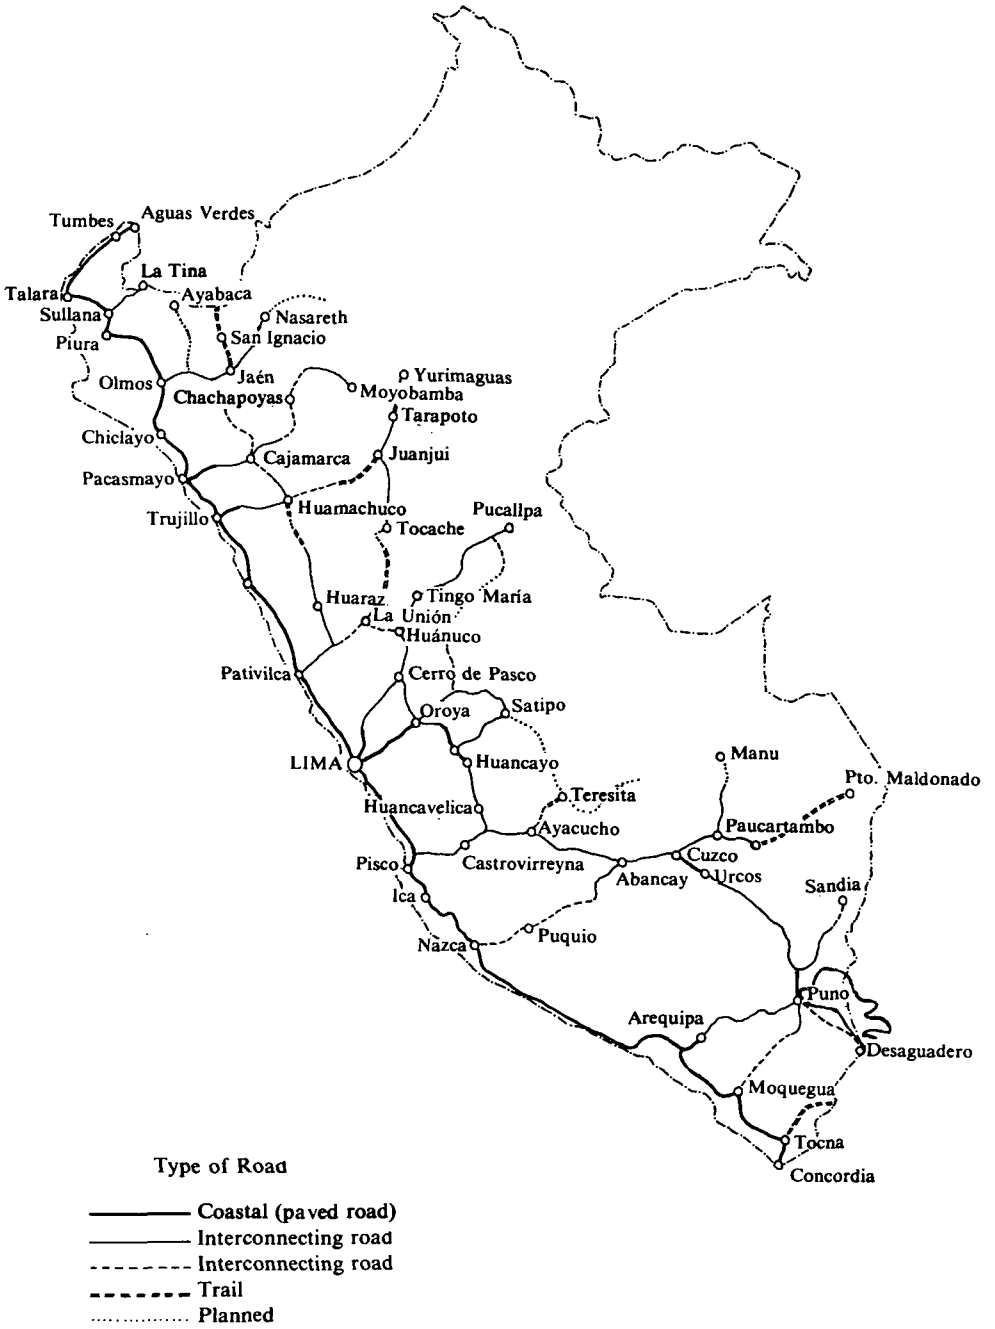 Tumbes
Aguas Verdes
La Tina
Talara
Ayabaca
Sullana
Nasareth
Piura
San Ignacio
Olmos
Jaén
Yurimaguas
Chachapoyas
Moyobamba
Tarapoto
Chiclayo
Cajamarca
Juanjui
Pacasmayo
Huamachuco
Pucallpa
Trujillo
Tocache
Huaraz
Tingo María
La Unión
Huánuco
Pativilca
Cerro de Pasco
Oroya
Satipo
LIMA
Huancayo
Manu
Pto. Maldonado
Teresita
Huancavelica
Ayacucho
Paucartambo
Pisco
Castrovirreyna
Cuzco
Abancay
Urcos
Ica
Sandia
Nazca
Puquio
Puno
Arequipa
Desaguadero
Moquegua
Tocna
Concordia
Type of Road
Coastal (paved road)
Interconnecting road
Interconnecting road
Trail
Planned